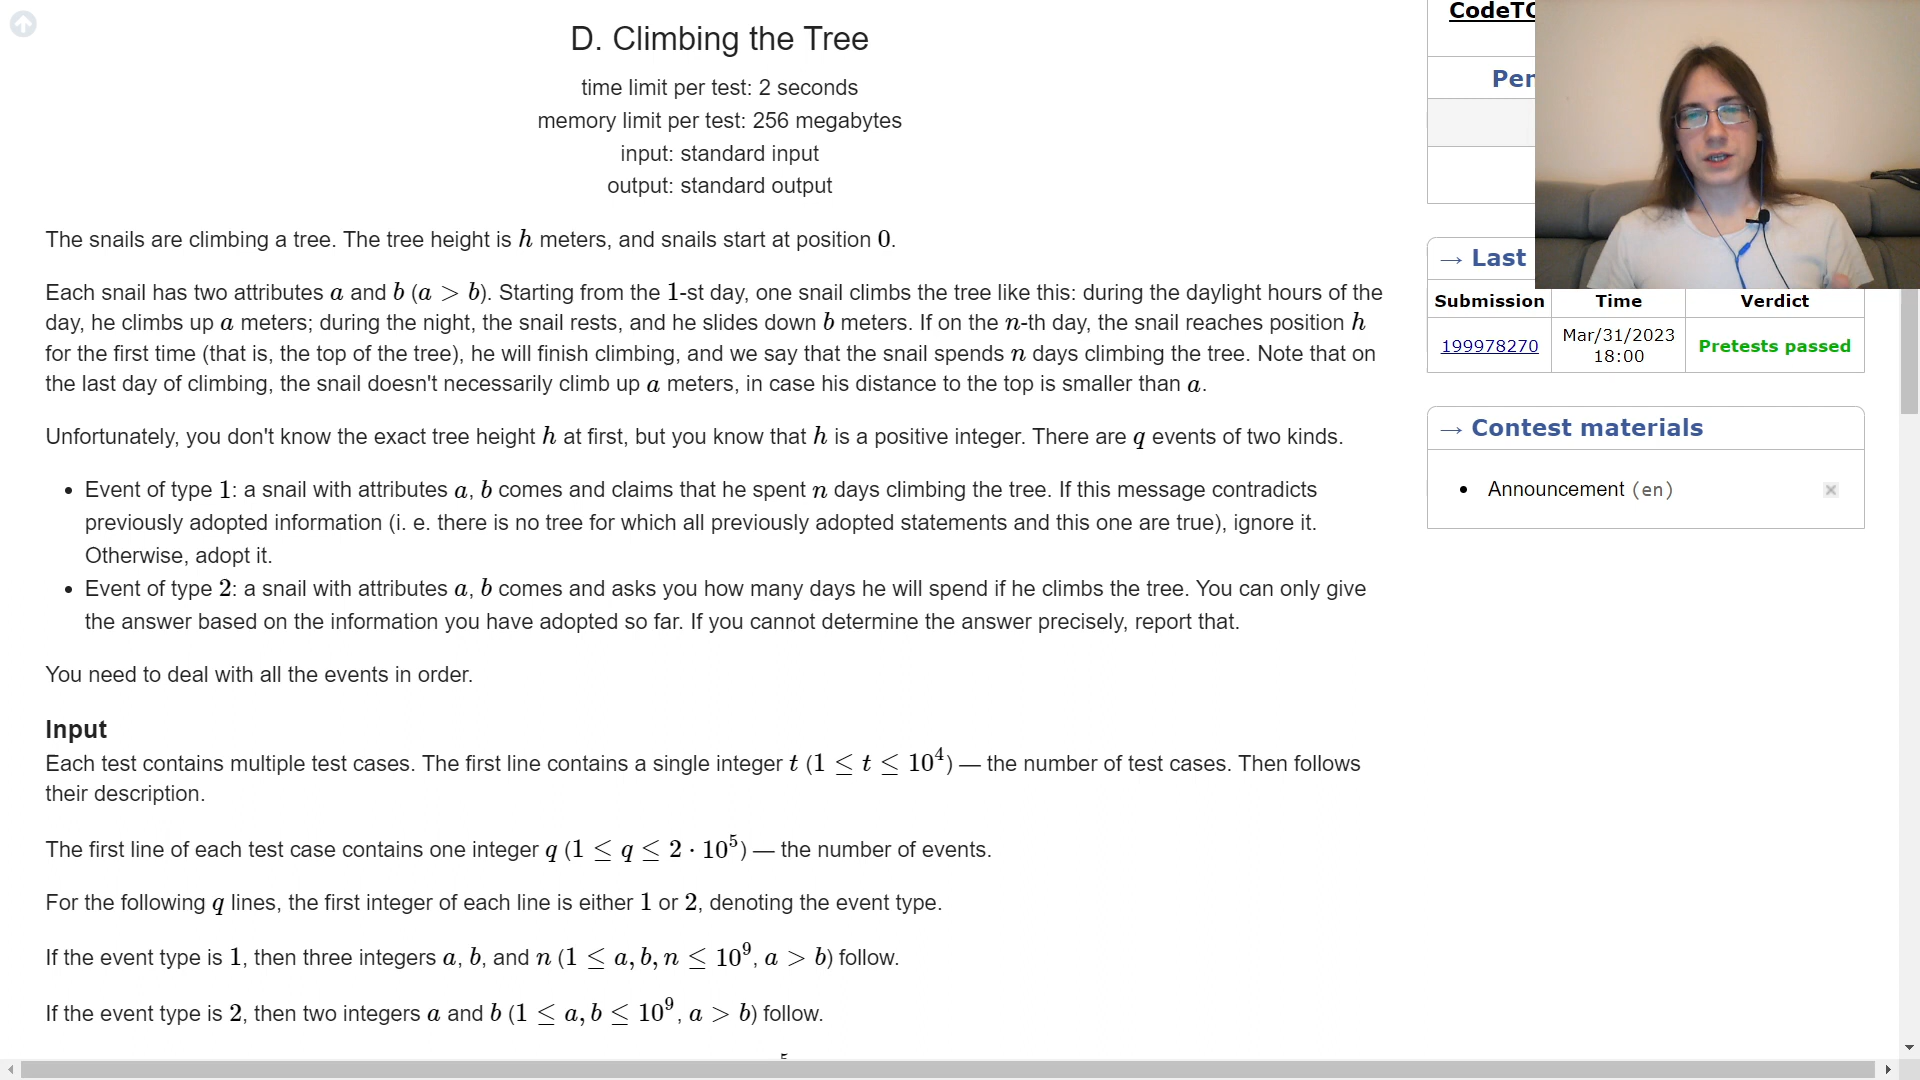 D. Climbing the Tree
time limit per test: 2 seconds
memory limit per test: 256 megabytes
input: standard input
output: standard output
The snails are climbing a tree. The tree height is h meters, and snails start at position 0.
Each snail has two attributes a and b (a > b). Starting from the 1-st day, one snail climbs the tree like this: during the daylight hours of the
day, he climbs up a meters; during the night, the snail rests, and he slides down b meters. If on the n-th day, the snail reaches position h
for the first time (that is, the top of the tree), he will finish climbing, and we say that the snail spends n days climbing the tree. Note that on
the last day of climbing, the snail doesn't necessarily climb up a meters, in case his distance to the top is smaller than a.
Unfortunately, you don't know the exact tree height h at first, but you know that h is a positive integer. There are q events of two kinds.
• Event of type 1: a snail with attributes a, b comes and claims that he spent n days climbing the tree. If this message contradicts
previously adopted information (i. e. there is no tree for which all previously adopted statements and this one are true), ignore it.
Otherwise, adopt it.
• Event of type 2: a snail with attributes a, b comes and asks you how many days he will spend if he climbs the tree. You can only give
the answer based on the information you have adopted so far. If you cannot determine the answer precisely, report that.
You need to deal with all the events in order.
Input
Each test contains multiple test cases. The first line contains a single integer t (1 ≤ t ≤ 10⁴) — the number of test cases. Then follows
their description.
The first line of each test case contains one integer q (1 ≤ q ≤ 2 · 10⁵) — the number of events.
For the following q lines, the first integer of each line is either 1 or 2, denoting the event type.
If the event type is 1, then three integers a, b, and n (1 ≤ a, b, n ≤ 10⁹, a > b) follow.
If the event type is 2, then two integers a and b (1 ≤ a, b ≤ 10⁹, a > b) follow.
→ Last
Submission Time Verdict
199978270 Mar/31/2023 18:00 Pretests passed
→ Contest materials
• Announcement (en) ×